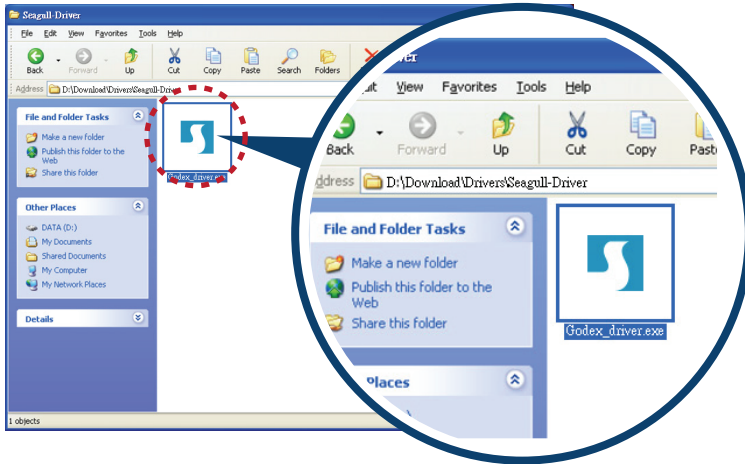 Seagull-Driver
File Edit View Favorites Tools Help
Back Forward Up Cut Copy Paste Search Folders
Address D:\Download\Drivers\Seagull-Driver
File and Folder Tasks
Make a new folder
Publish this folder to the
Web
Share this folder
Other Places
DATA (D:)
My Documents
Shared Documents
My Computer
My Network Places
Details
Godex_driver.exe
1 objects
View Favorites Tools Help
Back Forward Up Cut Copy
D:\Download\Drivers\Seagull-Driver
File and Folder Tasks
Make a new folder
Publish this folder to the
Web
Share this folder
Places
Godex_driver.exe